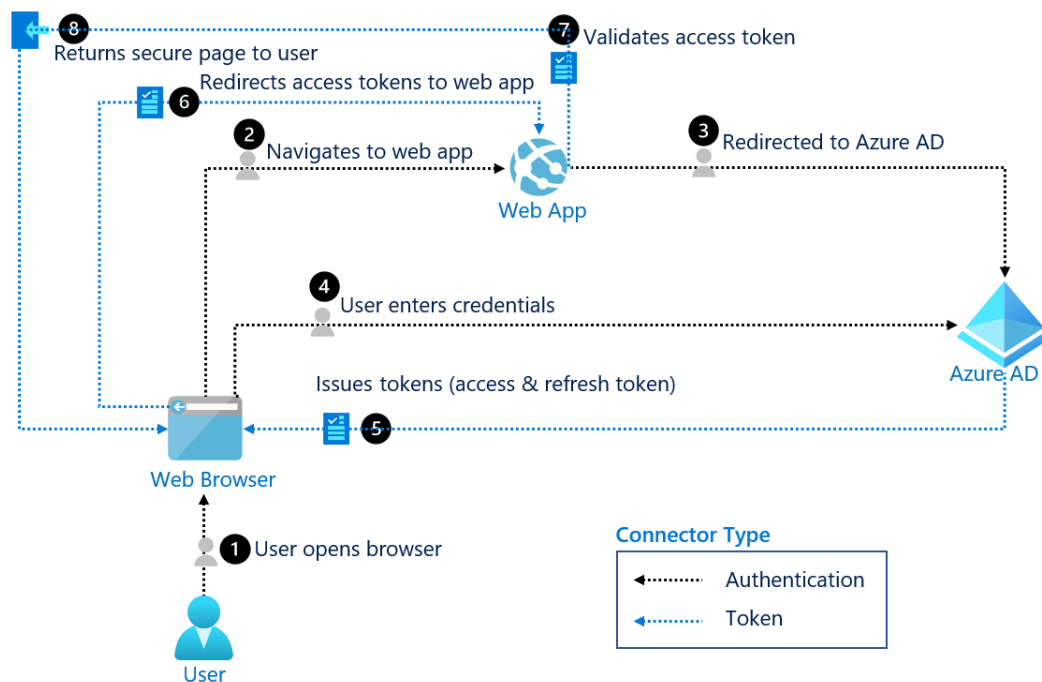 8
7
Returns secure page to user
Validates access token
Redirects access tokens to web app
6
2
Navigates to web app
3
Redirected to Azure AD
Web App
4
User enters credentials
Azure AD
Issues tokens (access & refresh token)
5
Web Browser
1
User opens browser
Connector Type
Authentication
Token
User